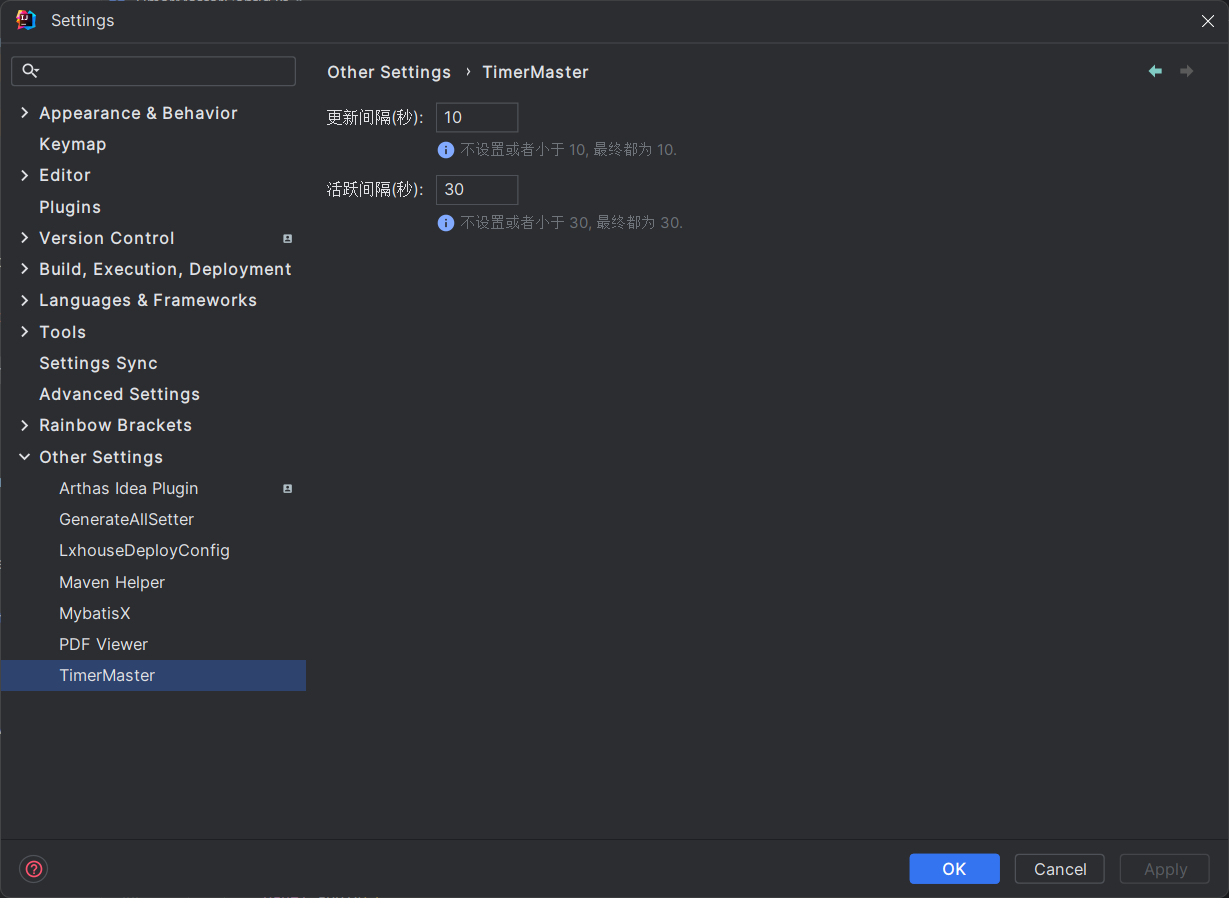 Settings
Other Settings › TimerMaster
Appearance & Behavior
Keymap
Editor
Plugins
Version Control
Build, Execution, Deployment
Languages & Frameworks
Tools
Settings Sync
Advanced Settings
Rainbow Brackets
Other Settings
Arthas Idea Plugin
GenerateAllSetter
LxhouseDeployConfig
Maven Helper
MybatisX
PDF Viewer
TimerMaster
更新间隔(秒): 10
不设置或者小于 10, 最终都为 10.
活跃间隔(秒): 30
不设置或者小于 30, 最终都为 30.
OK Cancel Apply